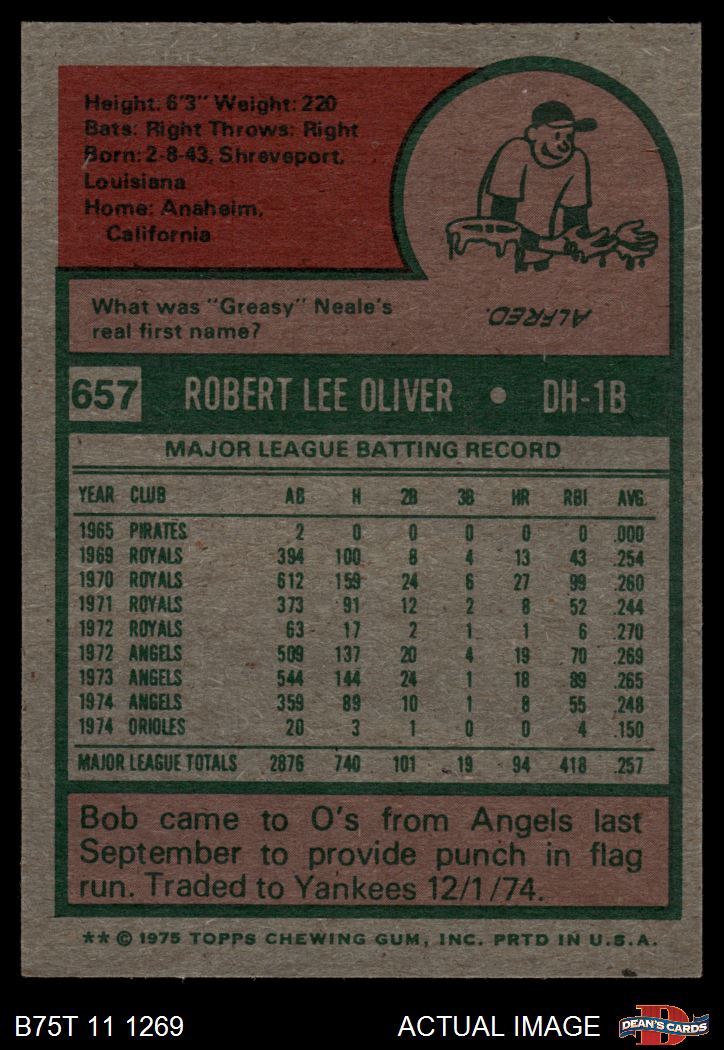 Height: 6'3" Weight: 220
Bats: Right Throws: Right
Born: 2-8-43, Shreveport,
Louisiana
Home: Anaheim,
California
What was "Greasy" Neale's
real first name?
ALFRED.
657 ROBERT LEE OLIVER • DH-1B
MAJOR LEAGUE BATTING RECORD
YEAR CLUB AB H 2B 3B HR RBI AVG.
1965 PIRATES 2 0 0 0 0 0 .000
1969 ROYALS 394 100 8 4 13 43 .254
1970 ROYALS 612 159 24 6 27 99 .260
1971 ROYALS 373 91 12 2 8 52 .244
1972 ROYALS 63 17 2 1 1 6 .270
1972 ANGELS 509 137 20 4 19 70 .269
1973 ANGELS 544 144 24 1 18 89 .265
1974 ANGELS 359 89 10 1 8 55 .248
1974 ORIOLES 20 3 1 0 0 4 .150
MAJOR LEAGUE TOTALS 2876 740 101 19 94 418 .257
Bob came to O's from Angels last
September to provide punch in flag
run. Traded to Yankees 12/1/74.
** © 1975 TOPPS CHEWING GUM, INC. PRTD IN U.S.A.
B75T 11 1269 ACTUAL IMAGE D DEAN'S CARDS